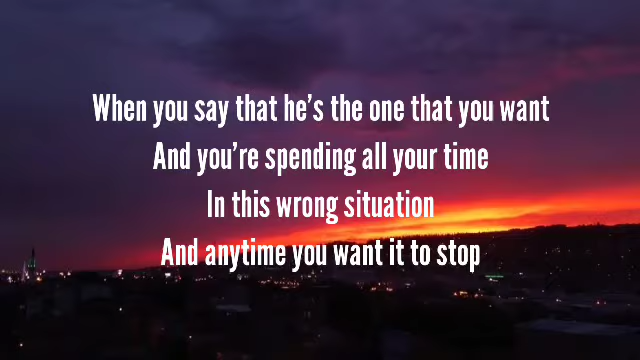 When you say that he's the one that you want
And you're spending all your time
In this wrong situation
And anytime you want it to stop